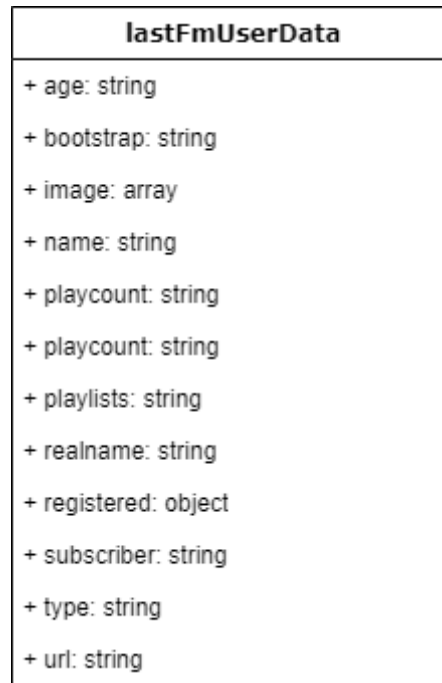 lastFmUserData
+ age: string
+ bootstrap: string
+ image: array
+ name: string
+ playcount: string
+ playcount: string
+ playlists: string
+ realname: string
+ registered: object
+ subscriber: string
+ type: string
+ url: string